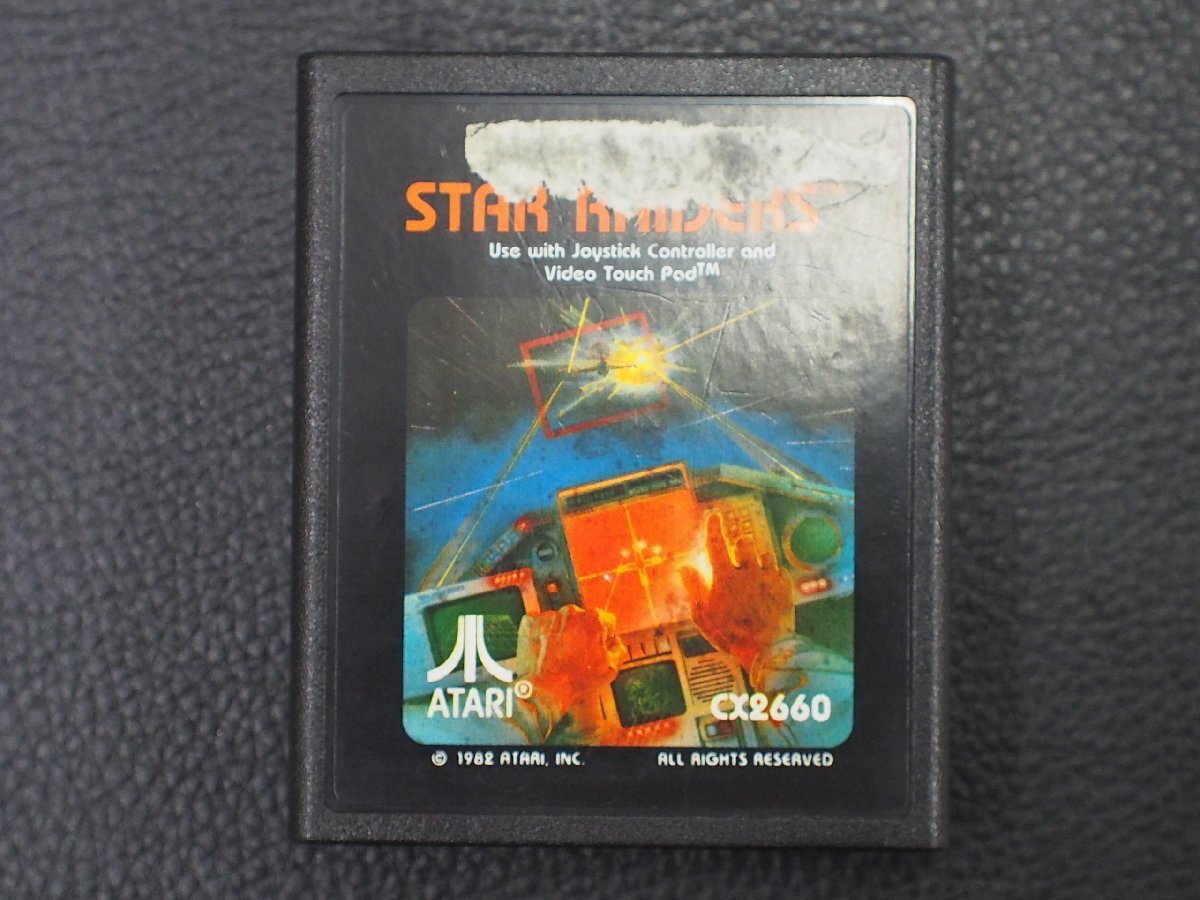 STAR RAIDERS™
Use with Joystick Controller and
Video Touch Pad™
ATARI®
CX2660
© 1982 ATARI, INC. ALL RIGHTS RESERVED